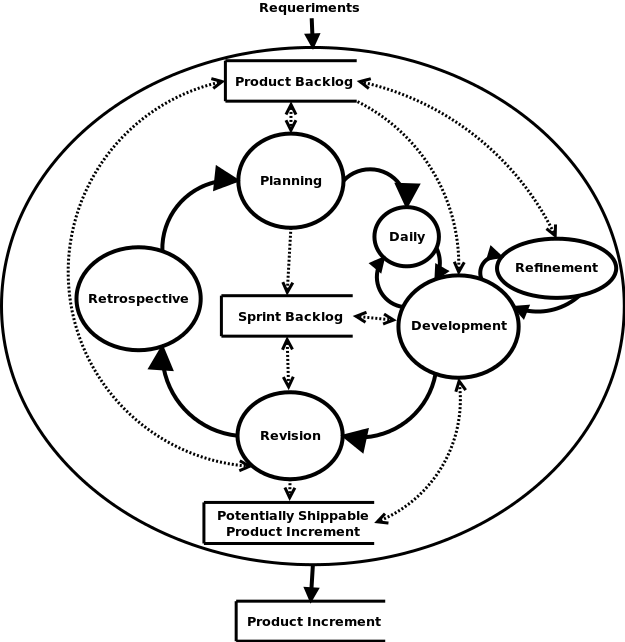 Requeriments
Product Backlog
Planning
Daily
Refinement
Retrospective
Sprint Backlog
Development
Revision
Potentially Shippable
Product Increment
Product Increment